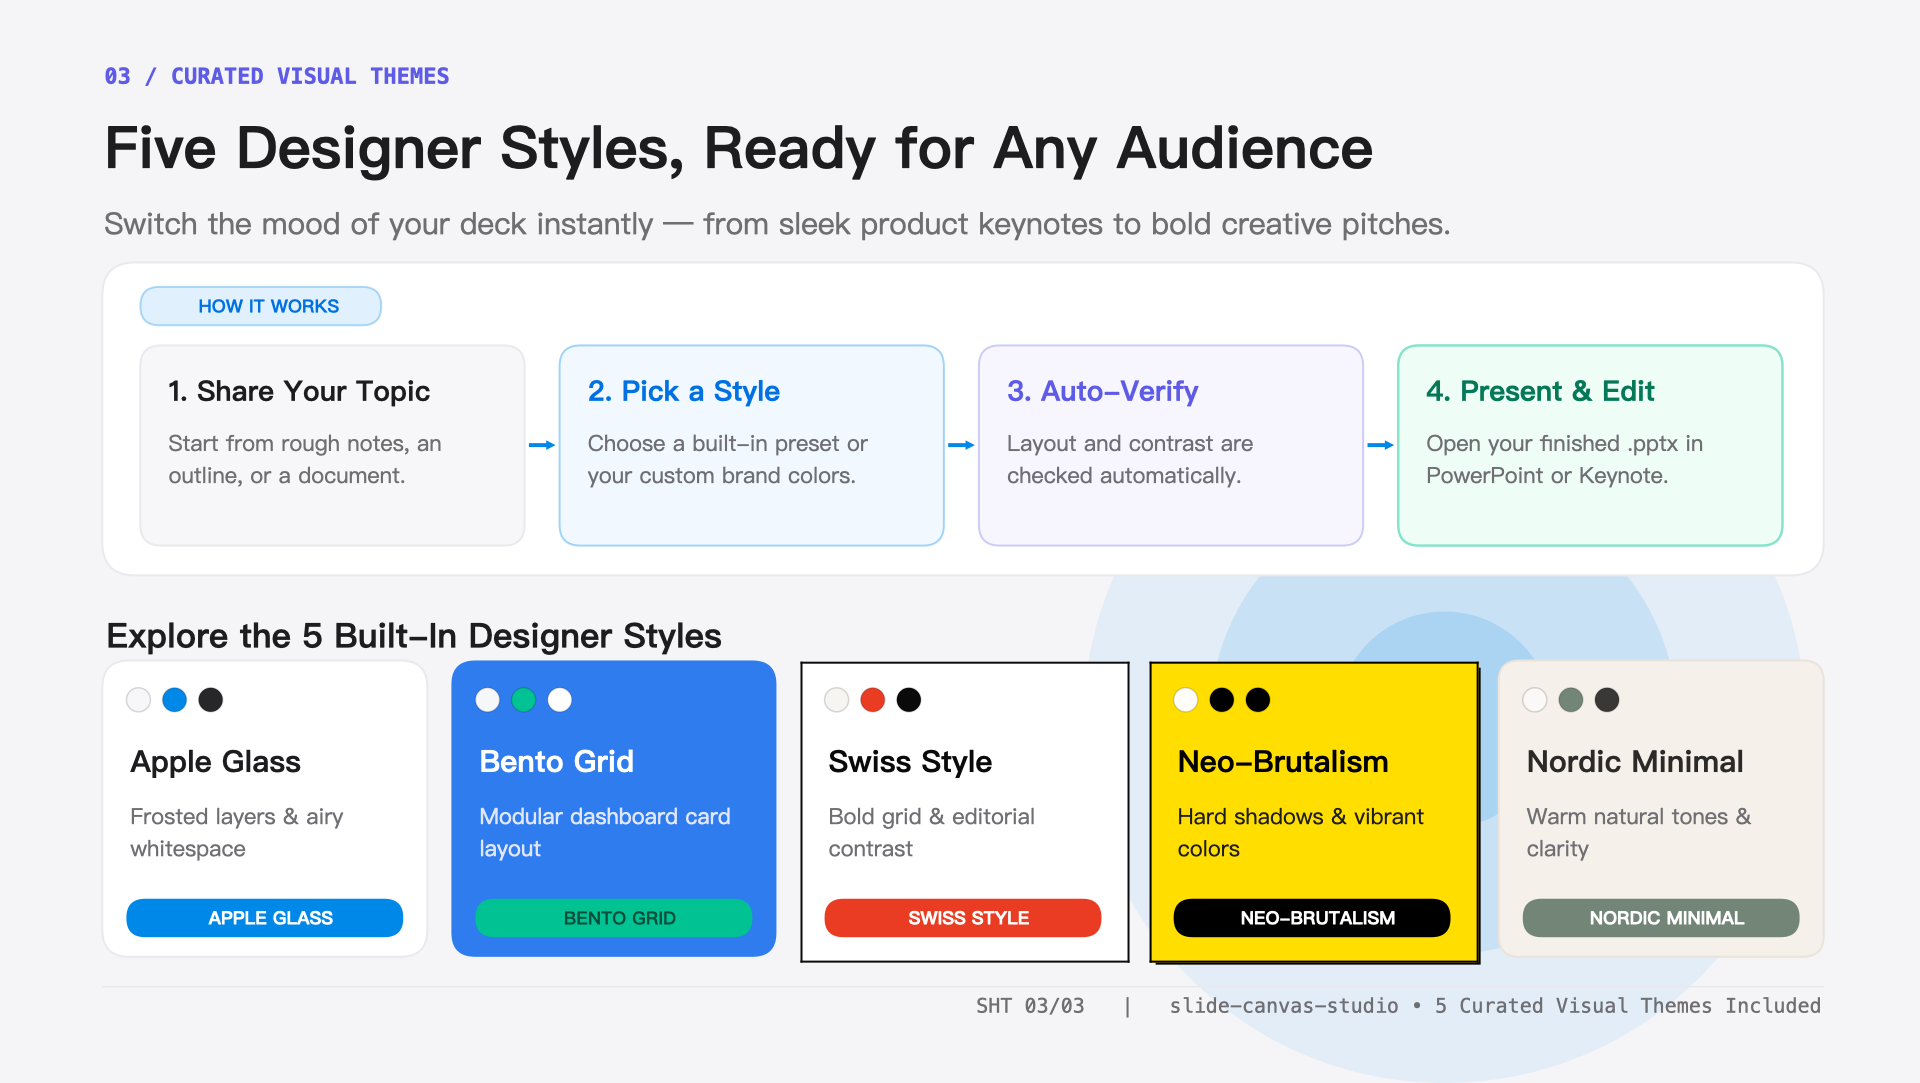 03 / CURATED VISUAL THEMES
Five Designer Styles, Ready for Any Audience
Switch the mood of your deck instantly — from sleek product keynotes to bold creative pitches.
HOW IT WORKS
1. Share Your Topic
Start from rough notes, an
outline, or a document.
2. Pick a Style
Choose a built-in preset or
your custom brand colors.
3. Auto-Verify
Layout and contrast are
checked automatically.
4. Present & Edit
Open your finished .pptx in
PowerPoint or Keynote.
Explore the 5 Built-In Designer Styles
Apple Glass
Frosted layers & airy
whitespace
APPLE GLASS
Bento Grid
Modular dashboard card
layout
BENTO GRID
Swiss Style
Bold grid & editorial
contrast
SWISS STYLE
Neo-Brutalism
Hard shadows & vibrant
colors
NEO-BRUTALISM
Nordic Minimal
Warm natural tones &
clarity
NORDIC MINIMAL
SHT 03/03 | slide-canvas-studio • 5 Curated Visual Themes Included